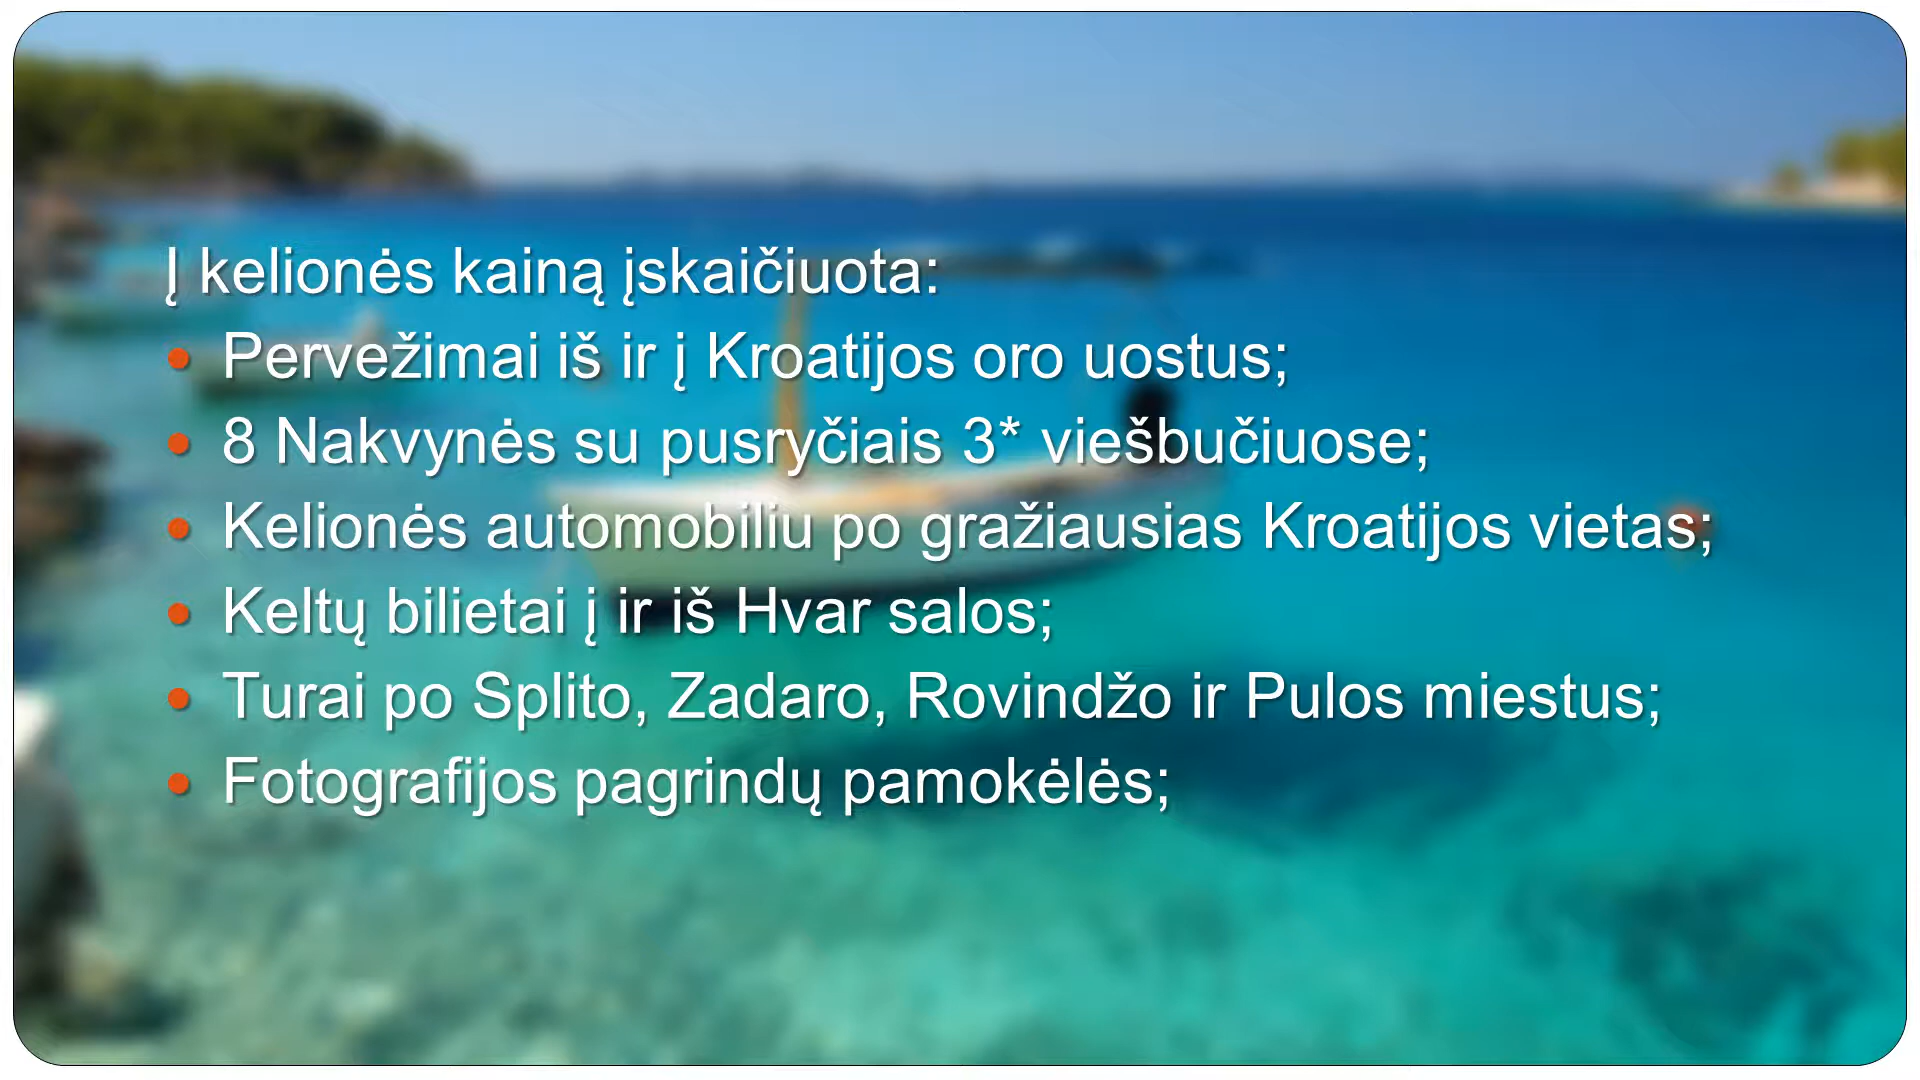 Į kelionės kainą įskaičiuota:
• Pervežimai iš ir į Kroatijos oro uostus;
• 8 Nakvynės su pusryčiais 3* viešbučiuose;
• Kelionės automobiliu po gražiausias Kroatijos vietas;
• Keltų bilietai į ir iš Hvar salos;
• Turai po Splito, Zadaro, Rovindžo ir Pulos miestus;
• Fotografijos pagrindų pamokėlės;